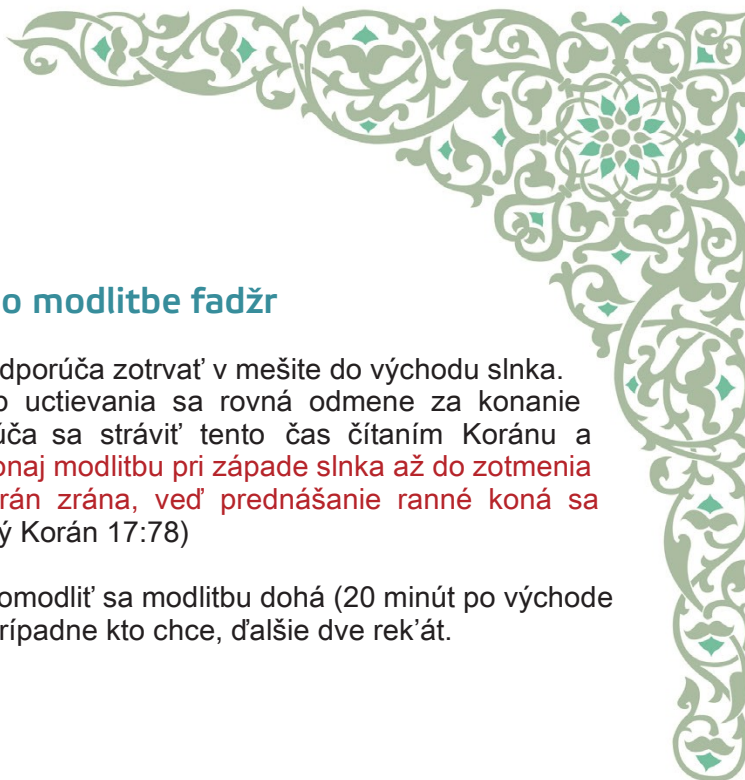 o modlitbe fadžr
dporúča zotrvať v mešite do východu slnka.
uctievania sa rovná odmene za konanie
úča sa stráviť tento čas čítaním Koránu a
onaj modlitbu pri západe slnka až do zotmenia
rán zrána, veď prednášanie ranné koná sa
ý Korán 17:78)
omodliť sa modlitbu dohá (20 minút po východe
rípadne kto chce, ďalšie dve rek’át.